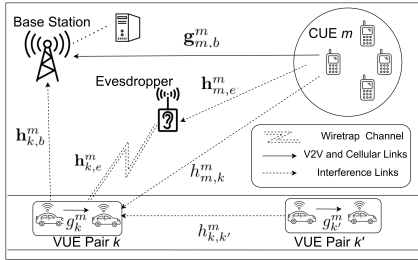 Base Station
CUE m
g^m_{m,b}
Evesdropper
h^m_{m,e}
h^m_{k,b}
h^m_{k,e}
h^m_{m,k}
Wiretrap Channel
V2V and Cellular Links
Interference Links
g^m_k
h^m_{k,k'}
g^m_{k'}
VUE Pair k
VUE Pair k'